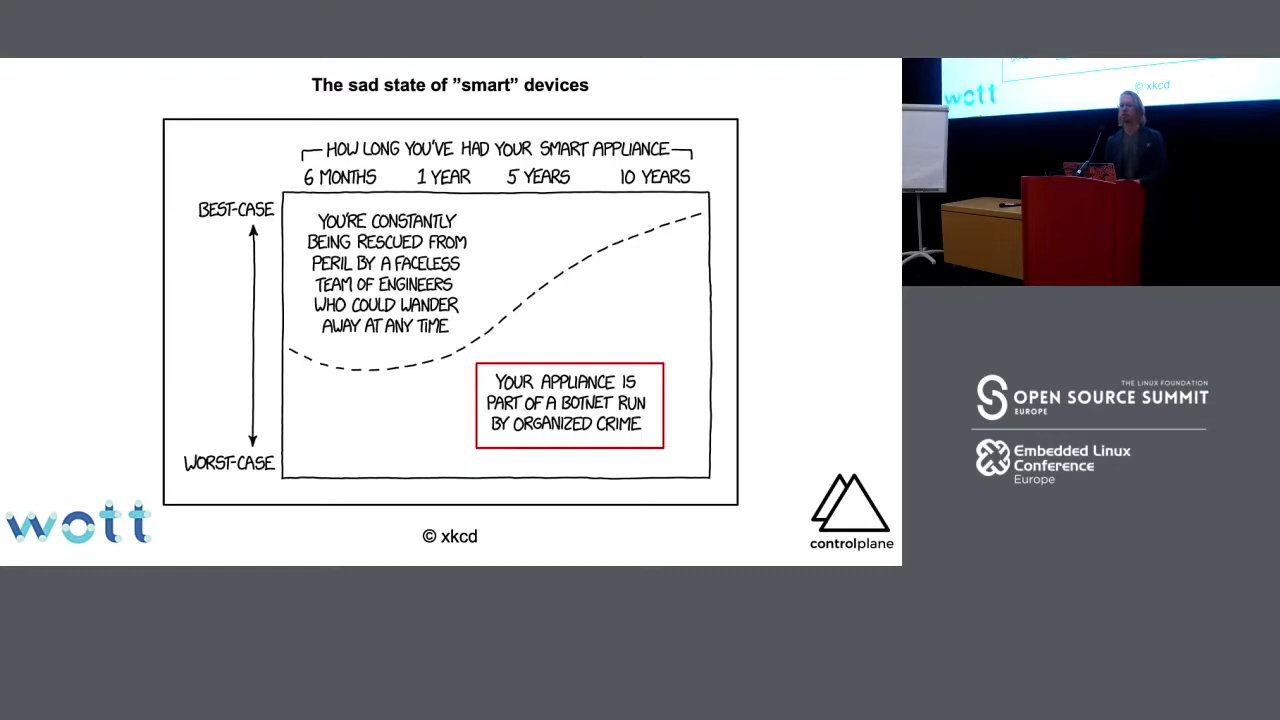 The sad state of ”smart” devices
HOW LONG YOU'VE HAD YOUR SMART APPLIANCE
6 MONTHS 1 YEAR 5 YEARS 10 YEARS
BEST-CASE
YOU'RE CONSTANTLY
BEING RESCUED FROM
PERIL BY A FACELESS
TEAM OF ENGINEERS
WHO COULD WANDER
AWAY AT ANY TIME
YOUR APPLIANCE IS
PART OF A BOTNET RUN
BY ORGANIZED CRIME
WORST-CASE
wott
© xkcd
controlplane
wott
© xkcd
THE LINUX FOUNDATION
OPEN SOURCE SUMMIT
EUROPE
Embedded Linux
Conference
Europe